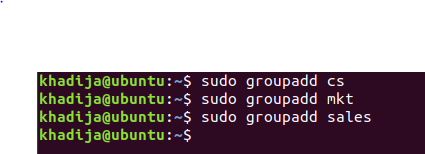 khadija@ubuntu:~$ sudo groupadd cs
khadija@ubuntu:~$ sudo groupadd mkt
khadija@ubuntu:~$ sudo groupadd sales
khadija@ubuntu:~$